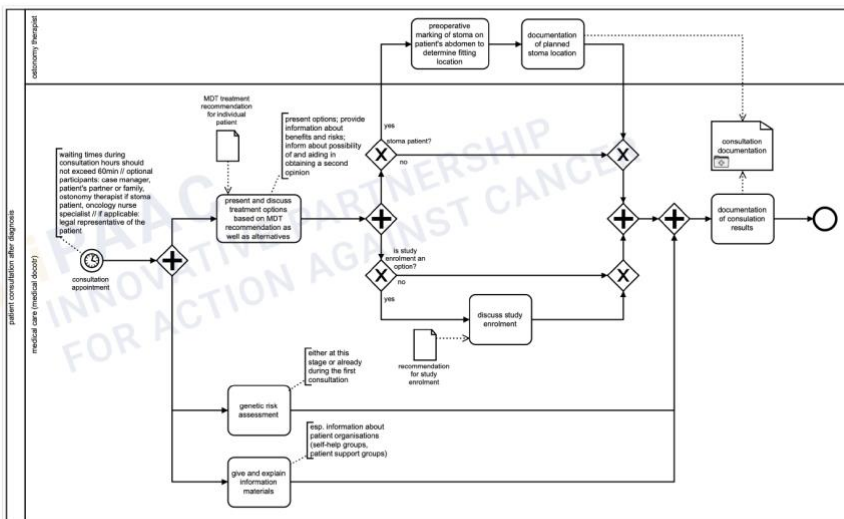 patient consultation after diagnosis
ostonomy therapist
medical care (medical docotr)
preoperative
marking of stoma on
patient's abdomen to
determine fitting
location
documentation
of planned
stoma location
MDT treatment
recommendation
for individual
patient
present options; provide
information about
benefits and risks;
inform about possibility
of and aiding in
obtaining a second
opinion
waiting times during
consultation hours should
not exceed 60min // optional
participants: case manager,
patient's partner or family,
ostonomy therapist if stoma
patient, oncology nurse
specialist // if applicable:
legal representative of the
patient
consultation
appointment
present and discuss
treatment options
based on MDT
recommendation as
well as alternatives
yes
stoma patient?
no
is study
enrolment an
option?
no
yes
discuss study
enrolment
recommendation
for study
enrolment
consultation
documentation
documentation
of consulation
results
either at this
stage or already
during the first
consultation
genetic risk
assessment
esp. information about
patient organisations
(self-help groups,
patient support groups)
give and explain
information
materials
iPAAC
INNOVATIVE PARTNERSHIP
FOR ACTION AGAINST CANCER